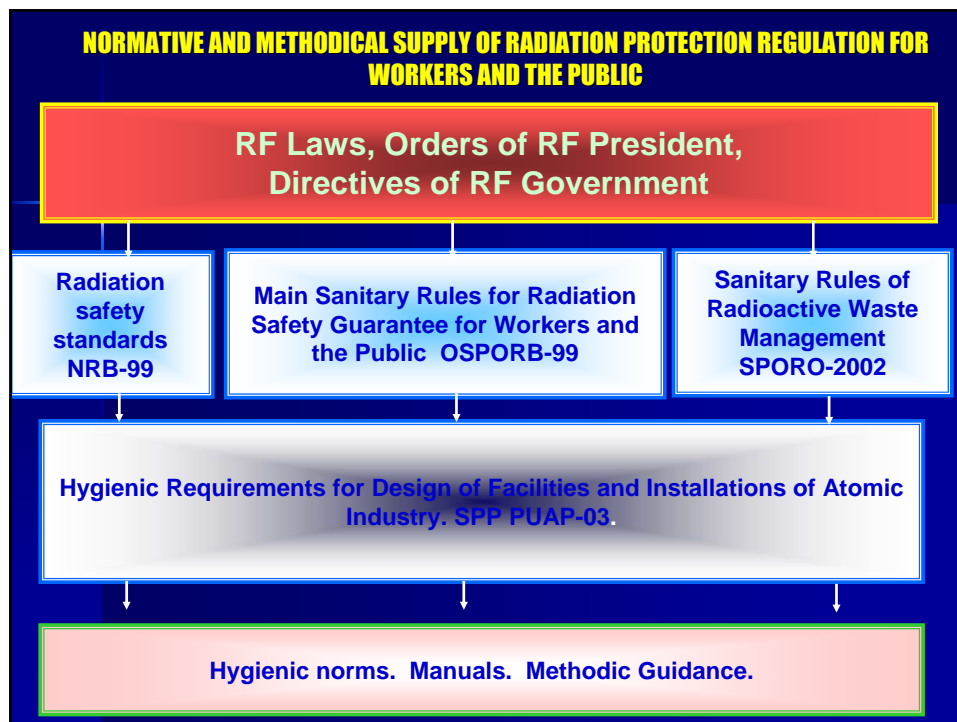 NORMATIVE AND METHODICAL SUPPLY OF RADIATION PROTECTION REGULATION FOR
WORKERS AND THE PUBLIC
RF Laws, Orders of RF President,
Directives of RF Government
Radiation
safety
standards
NRB-99
Main Sanitary Rules for Radiation
Safety Guarantee for Workers and
the Public OSPORB-99
Sanitary Rules of
Radioactive Waste
Management
SPORO-2002
Hygienic Requirements for Design of Facilities and Installations of Atomic
Industry. SPP PUAP-03.
Hygienic norms. Manuals. Methodic Guidance.